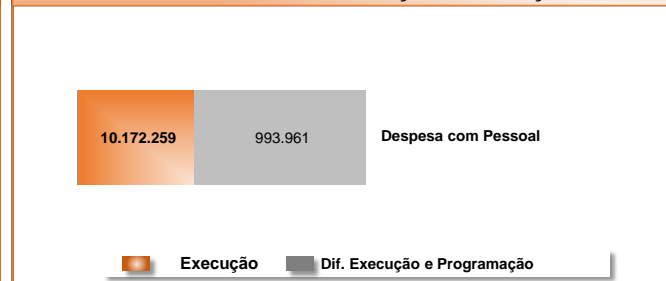 10.172.259 993.961 Despesa com Pessoal
Execução Dif. Execução e Programação